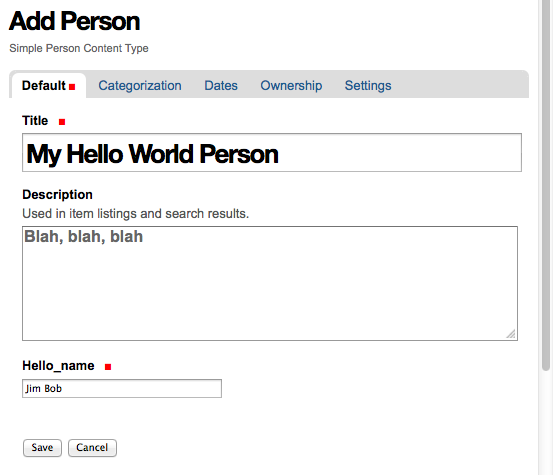 Add Person
Simple Person Content Type
Default Categorization Dates Ownership Settings
Title
My Hello World Person
Description
Used in item listings and search results.
Blah, blah, blah
Hello_name
Jim Bob
Save Cancel